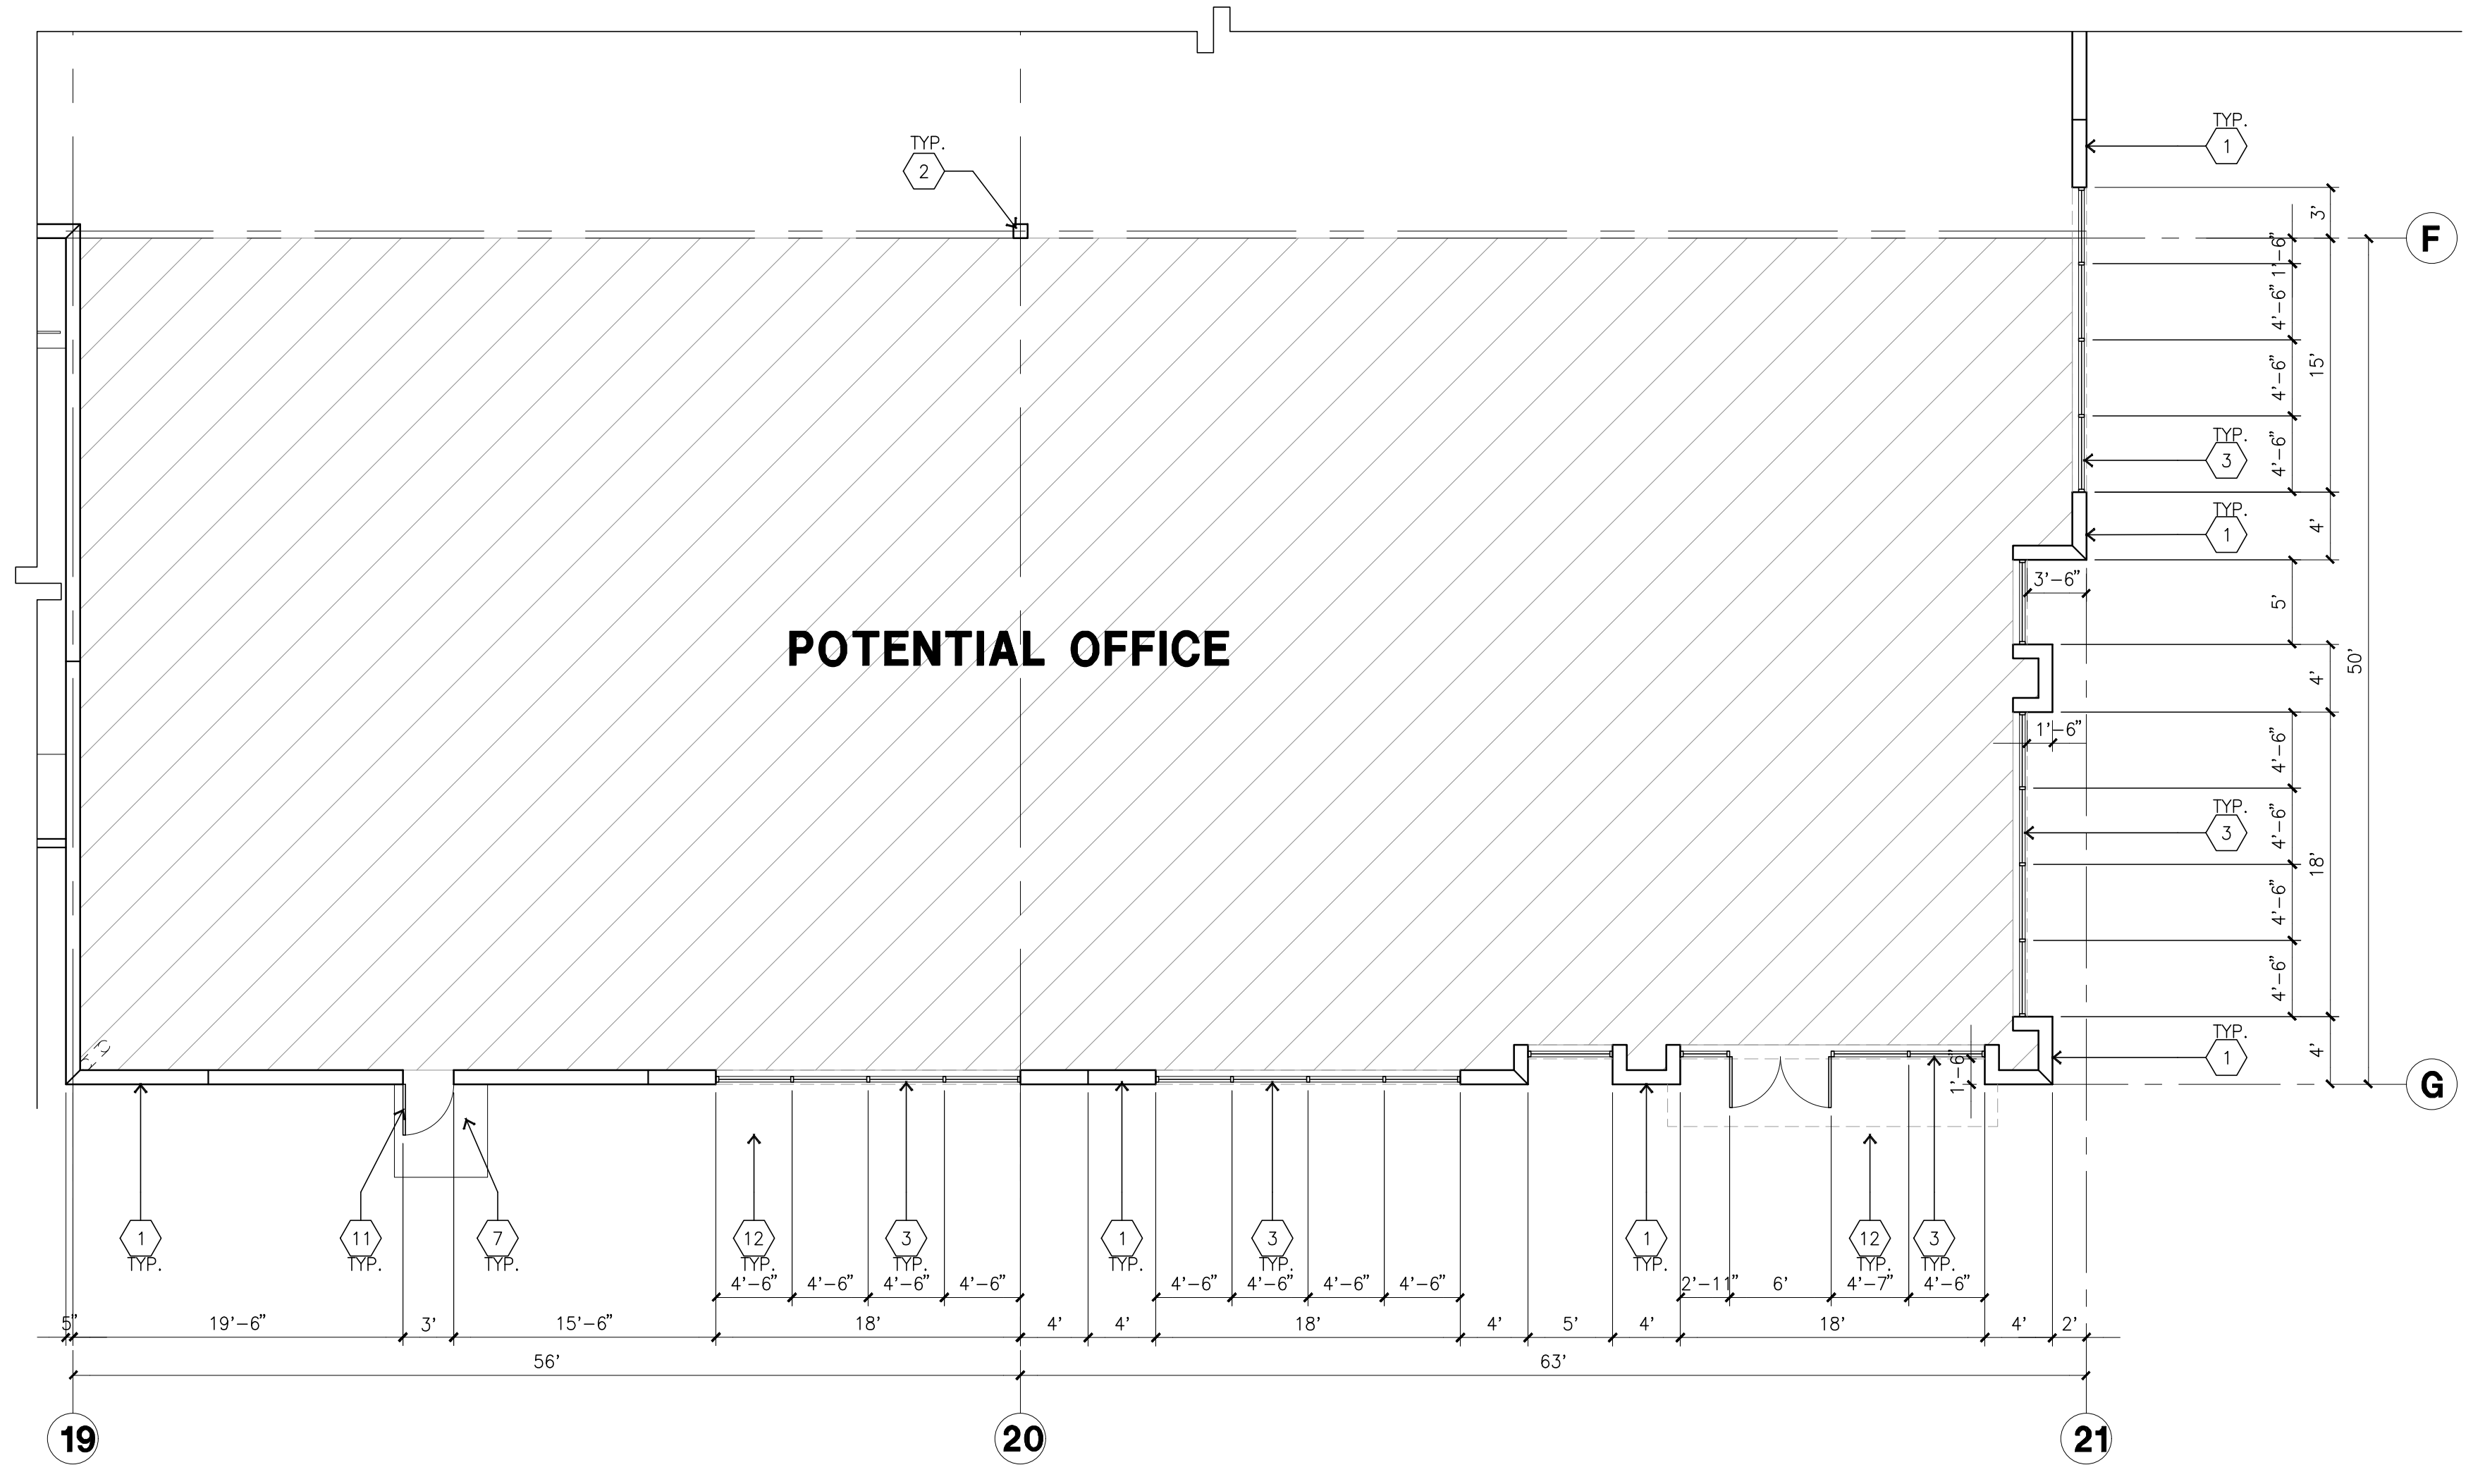 TYP.
1
TYP.
2
3'
F
1'-6"
4'-6"
15'
4'-6"
TYP.
3
4'-6"
TYP.
1
4'
3'-6"
5'
POTENTIAL OFFICE
50'
4'
1'-6"
4'-6"
TYP.
3
4'-6"
18'
4'-6"
4'-6"
TYP.
1
4'
1'-6"
G
1
TYP.
11
TYP.
7
TYP.
12
TYP.
3
TYP.
1
TYP.
3
TYP.
1
TYP.
12
TYP.
3
TYP.
4'-6" 4'-6" 4'-6" 4'-6" 4'-6" 4'-6" 4'-6" 4'-6" 2'-11" 6' 4'-7" 4'-6"
5" 19'-6" 3' 15'-6" 18' 4' 4' 18' 4' 5' 4' 18' 4' 2'
56' 63'
19 20 21